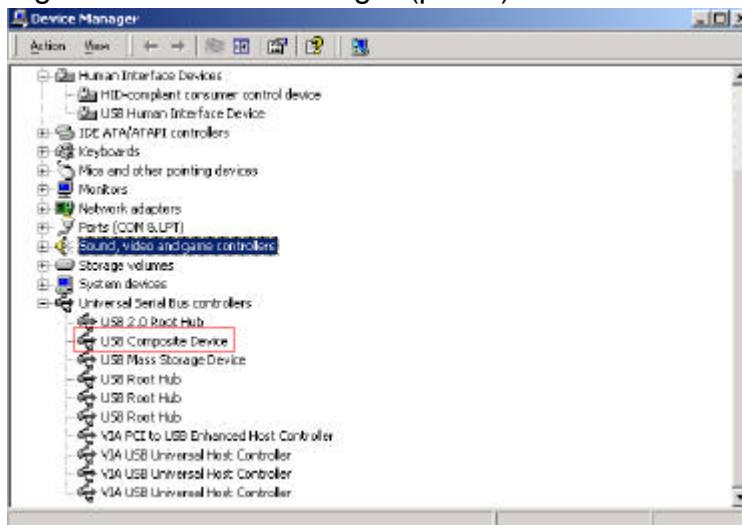 Device Manager
Action View
Human Interface Devices
HID-compliant consumer control device
USB Human Interface Device
IDE ATA/ATAPI controllers
Keyboards
Mice and other pointing devices
Monitors
Network adapters
Ports (COM & LPT)
Sound, video and game controllers
Storage volumes
System devices
Universal Serial Bus controllers
USB 2.0 Root Hub
USB Composite Device
USB Mass Storage Device
USB Root Hub
USB Root Hub
USB Root Hub
VIA PCI to USB Enhanced Host Controller
VIA USB Universal Host Controller
VIA USB Universal Host Controller
VIA USB Universal Host Controller